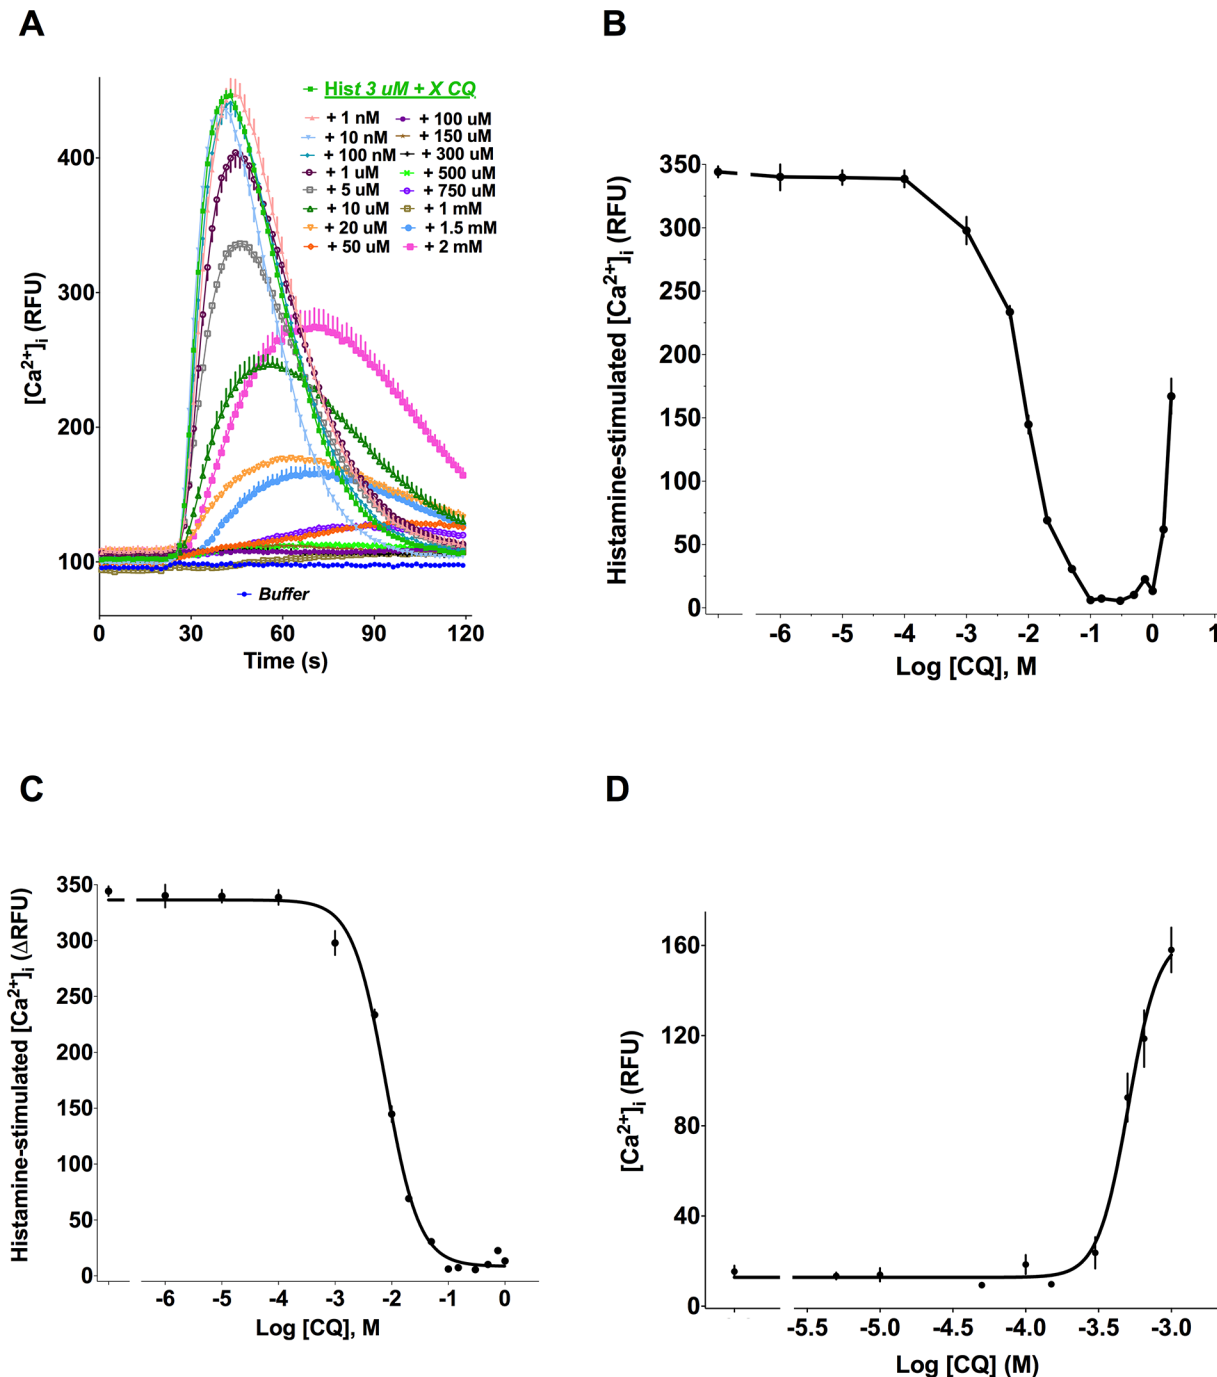 A
B
Hist 3 uM + X CQ
+ 1 nM
+ 100 uM
+ 10 nM
+ 150 uM
+ 100 nM
+ 300 uM
+ 1 uM
+ 500 uM
+ 5 uM
+ 750 uM
+ 10 uM
+ 1 mM
+ 20 uM
+ 1.5 mM
+ 50 uM
+ 2 mM
[Ca2+]i (RFU)
400
300
200
100
Buffer
0 30 60 90 120
Time (s)
Histamine-stimulated [Ca2+]i (RFU)
350
300
250
200
150
100
50
0
-6 -5 -4 -3 -2 -1 0 1
Log [CQ], M
C
D
Histamine-stimulated [Ca2+]i (ΔRFU)
350
300
250
200
150
100
50
0
-6 -5 -4 -3 -2 -1 0
Log [CQ], M
[Ca2+]i (RFU)
160
120
80
40
0
-5.5 -5.0 -4.5 -4.0 -3.5 -3.0
Log [CQ] (M)